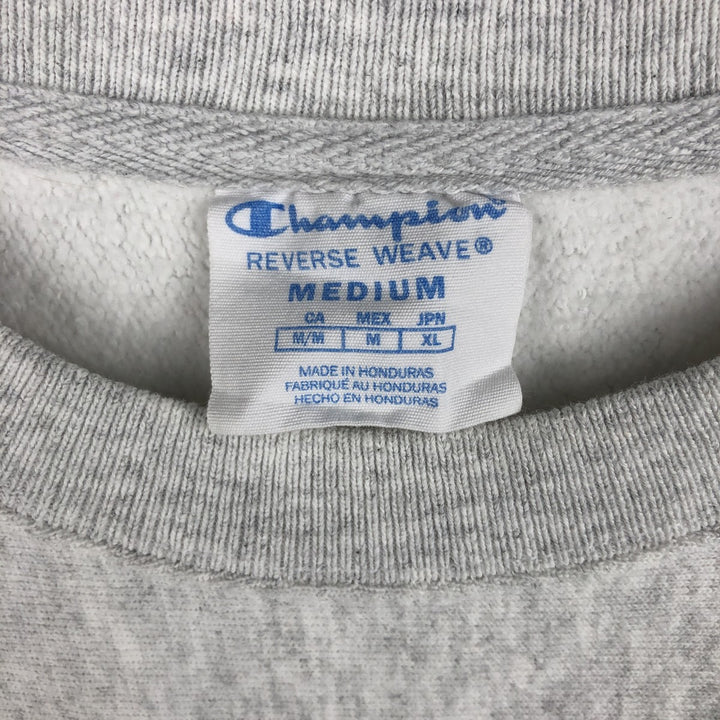 Champion
REVERSE WEAVE®
MEDIUM
CA MEX JPN
M/M M XL
MADE IN HONDURAS
FABRIQUÉ AU HONDURAS
HECHO EN HONDURAS